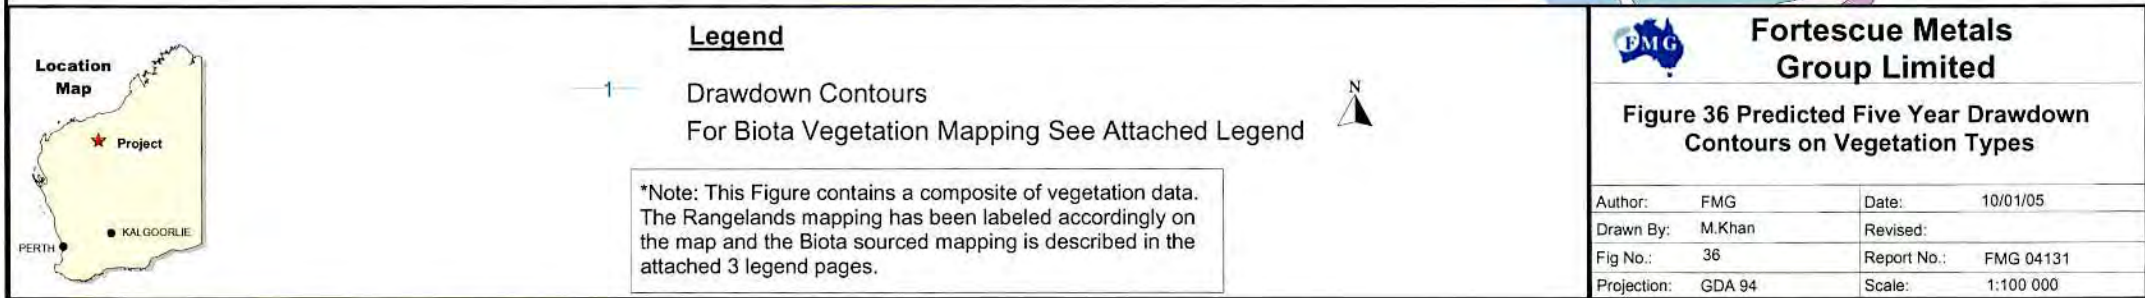 Location
Map
Project
KALGOORLIE
PERTH
Legend
1
Drawdown Contours
For Biota Vegetation Mapping See Attached Legend
N
*Note: This Figure contains a composite of vegetation data.
The Rangelands mapping has been labeled accordingly on
the map and the Biota sourced mapping is described in the
attached 3 legend pages.
FMG
Fortescue Metals
Group Limited
Figure 36 Predicted Five Year Drawdown
Contours on Vegetation Types
Author: FMG Date: 10/01/05
Drawn By: M.Khan Revised:
Fig No.: 36 Report No.: FMG 04131
Projection: GDA 94 Scale: 1:100 000